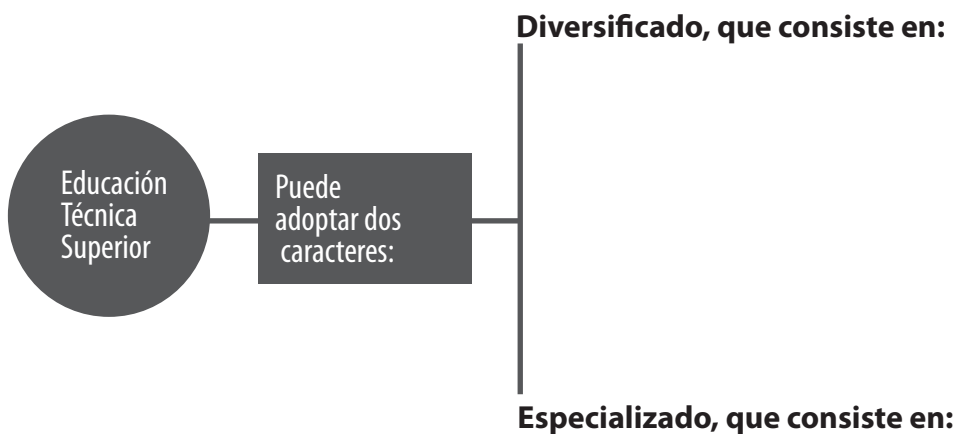 Diversificado, que consiste en:
Educación
Técnica
Superior
Puede
adoptar dos
caracteres:
Especializado, que consiste en: